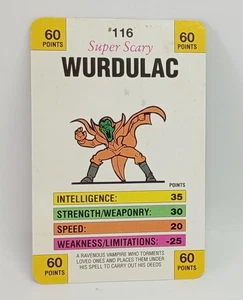 60 POINTS
#116
60 POINTS
Super Scary
WURDULAC
POINTS
INTELLIGENCE: 35
STRENGTH/WEAPONRY: 30
SPEED: 20
WEAKNESS/LIMITATIONS: -25
60 POINTS
A RAVENOUS VAMPIRE WHO TORMENTS
LOVED ONES AND PLACES THEM UNDER
HIS SPELL TO CARRY OUT HIS DEEDS
60 POINTS